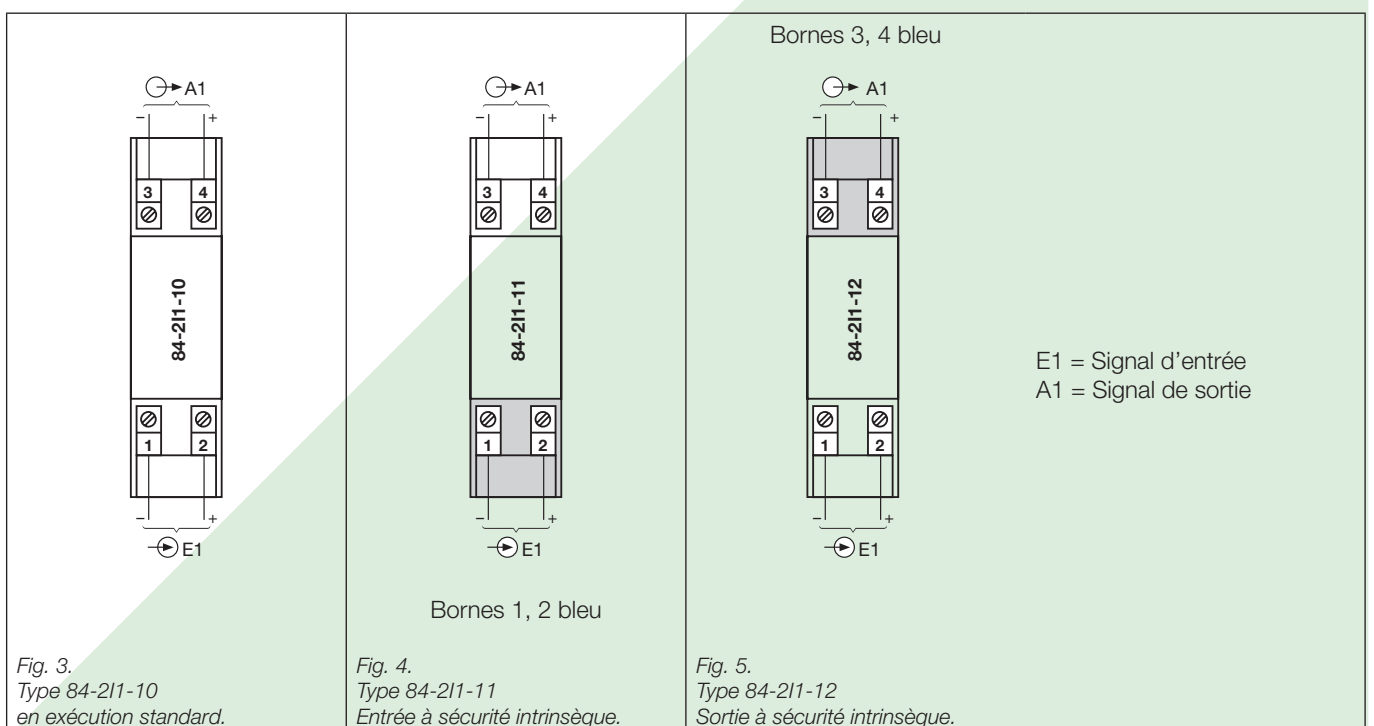 Bornes 3, 4 bleu
A1
– +
3 4
84-2I1-10
1 2
– +
E1
Fig. 3.
Type 84-2I1-10
en exécution standard.
A1
– +
3 4
84-2I1-11
1 2
– +
E1
Bornes 1, 2 bleu
Fig. 4.
Type 84-2I1-11
Entrée à sécurité intrinsèque.
A1
– +
3 4
84-2I1-12
1 2
– +
E1
Fig. 5.
Type 84-2I1-12
Sortie à sécurité intrinsèque.
E1 = Signal d’entrée
A1 = Signal de sortie